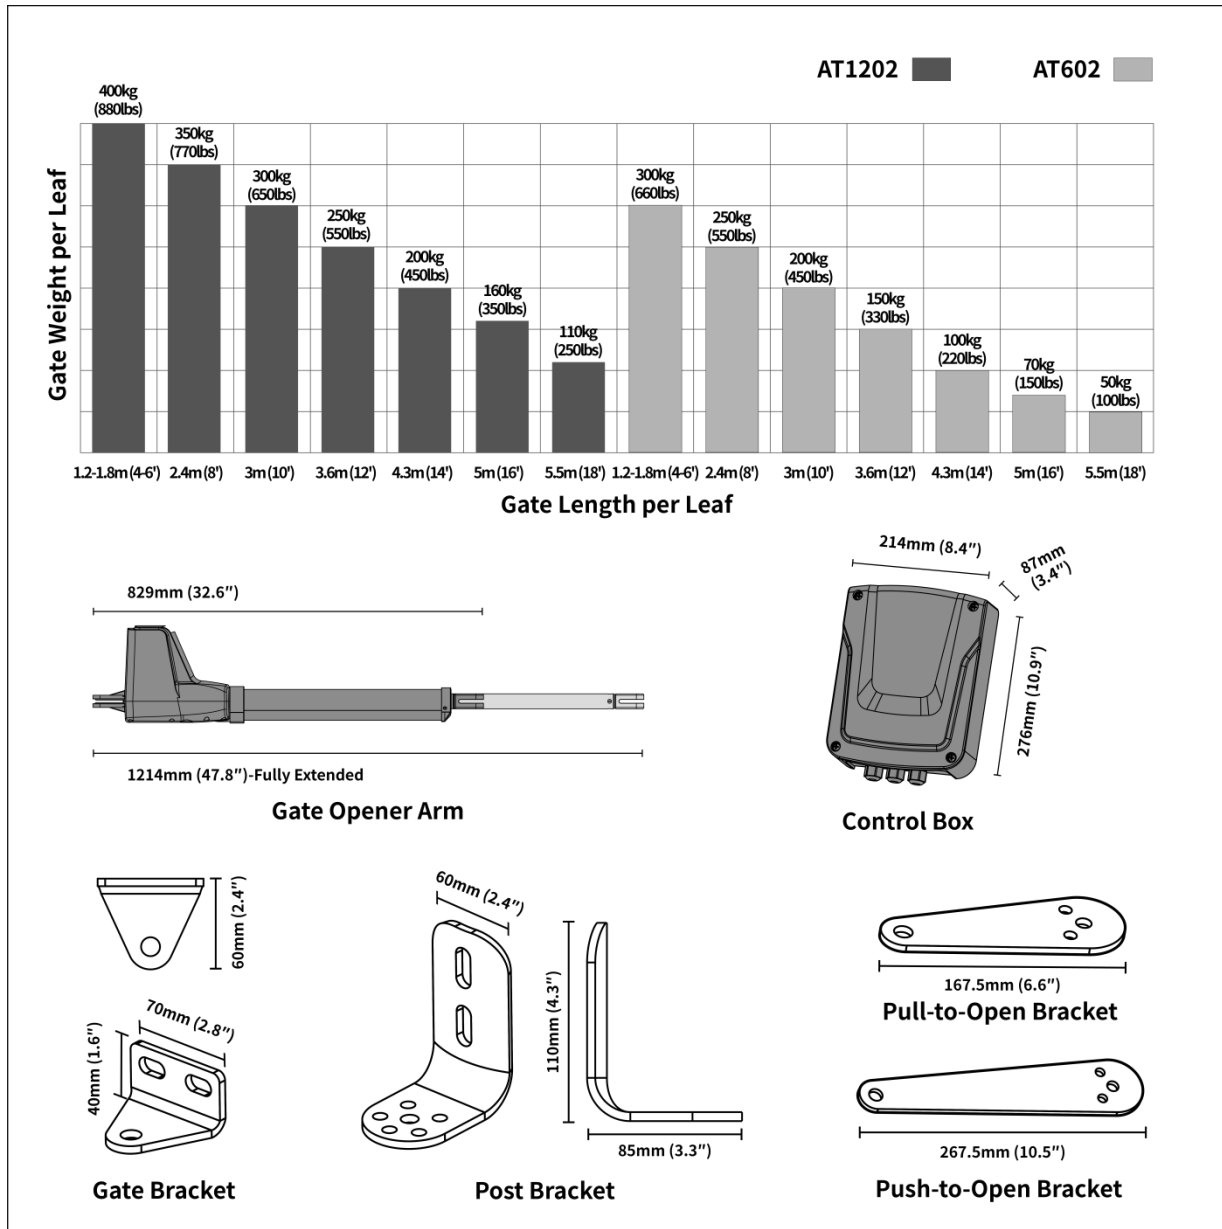 AT1202
AT602
400kg
(880lbs)
350kg
(770lbs)
300kg
(650lbs)
250kg
(550lbs)
200kg
(450lbs)
160kg
(350lbs)
110kg
(250lbs)
300kg
(660lbs)
250kg
(550lbs)
200kg
(450lbs)
150kg
(330lbs)
100kg
(220lbs)
70kg
(150lbs)
50kg
(100lbs)
Gate Weight per Leaf
1.2-1.8m (4-6') 2.4m (8') 3m (10') 3.6m (12') 4.3m (14') 5m (16') 5.5m (18') 1.2-1.8m (4-6') 2.4m (8') 3m (10') 3.6m (12') 4.3m (14') 5m (16') 5.5m (18')
Gate Length per Leaf
829mm (32.6")
1214mm (47.8")-Fully Extended
Gate Opener Arm
214mm (8.4")
87mm
(3.4")
276mm (10.9")
Control Box
60mm (2.4")
70mm (2.8")
40mm (1.6")
Gate Bracket
60mm (2.4")
110mm (4.3")
85mm (3.3")
Post Bracket
167.5mm (6.6")
Pull-to-Open Bracket
267.5mm (10.5")
Push-to-Open Bracket